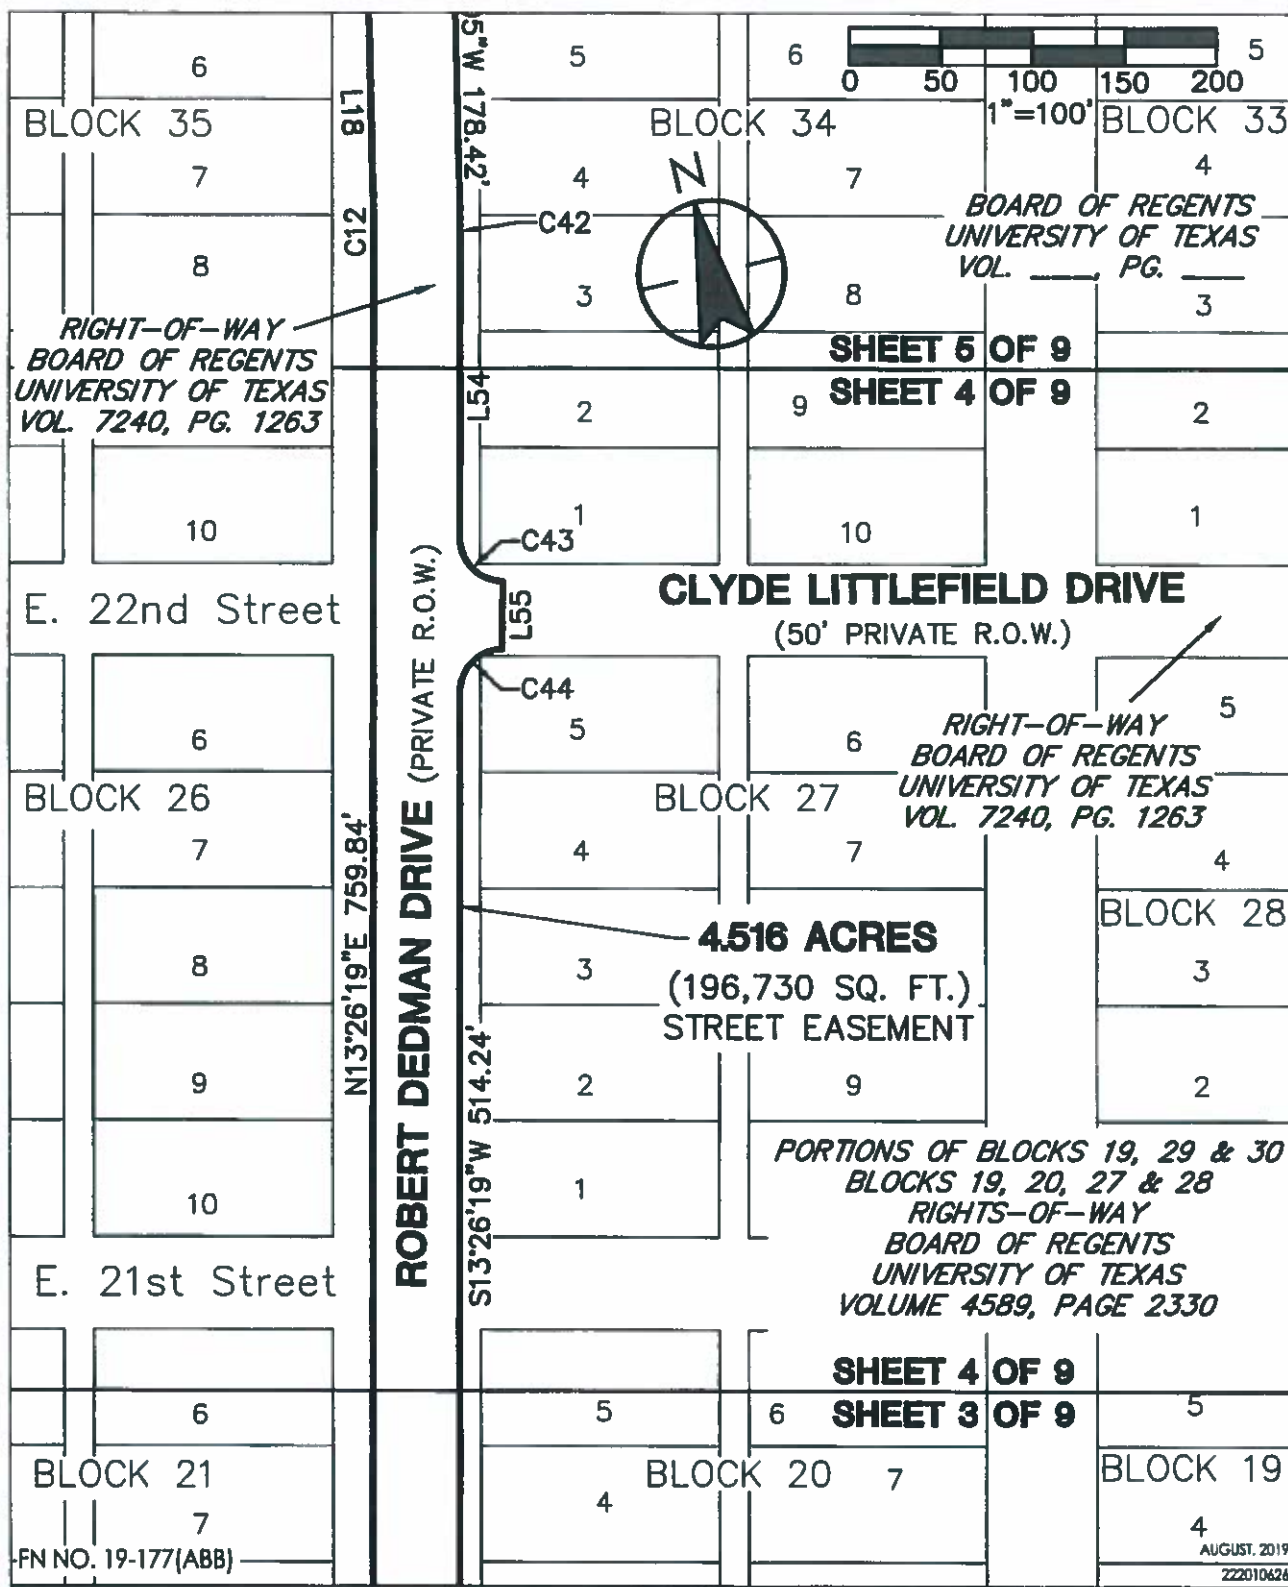 6
5
6
5
0 50 100 150 200
1"=100'
BLOCK 35
L18
5"W 178.42'
BLOCK 34
BLOCK 33
7
4
7
4
N
BOARD OF REGENTS
UNIVERSITY OF TEXAS
VOL. ____, PG. ____
C12
C42
8
3
8
3
RIGHT-OF-WAY
BOARD OF REGENTS
UNIVERSITY OF TEXAS
VOL. 7240, PG. 1263
SHEET 5 OF 9
SHEET 4 OF 9
L54
2
9
2
10
1
10
1
C43
E. 22nd Street
L55
CLYDE LITTLEFIELD DRIVE
(50' PRIVATE R.O.W.)
C44
6
5
6
5
RIGHT-OF-WAY
BOARD OF REGENTS
UNIVERSITY OF TEXAS
VOL. 7240, PG. 1263
BLOCK 26
BLOCK 27
7
4
7
4
N13°26'19"E 759.84'
ROBERT DEDMAN DRIVE (PRIVATE R.O.W.)
S13°26'19"W 514.24'
BLOCK 28
4.516 ACRES
(196,730 SQ. FT.)
STREET EASEMENT
8
3
3
9
2
9
2
10
1
PORTIONS OF BLOCKS 19, 29 & 30
BLOCKS 19, 20, 27 & 28
RIGHTS-OF-WAY
BOARD OF REGENTS
UNIVERSITY OF TEXAS
VOLUME 4589, PAGE 2330
E. 21st Street
SHEET 4 OF 9
SHEET 3 OF 9
6
5
6
5
BLOCK 21
BLOCK 20
7
BLOCK 19
7
4
4
FN NO. 19-177(ABB)
AUGUST, 2019